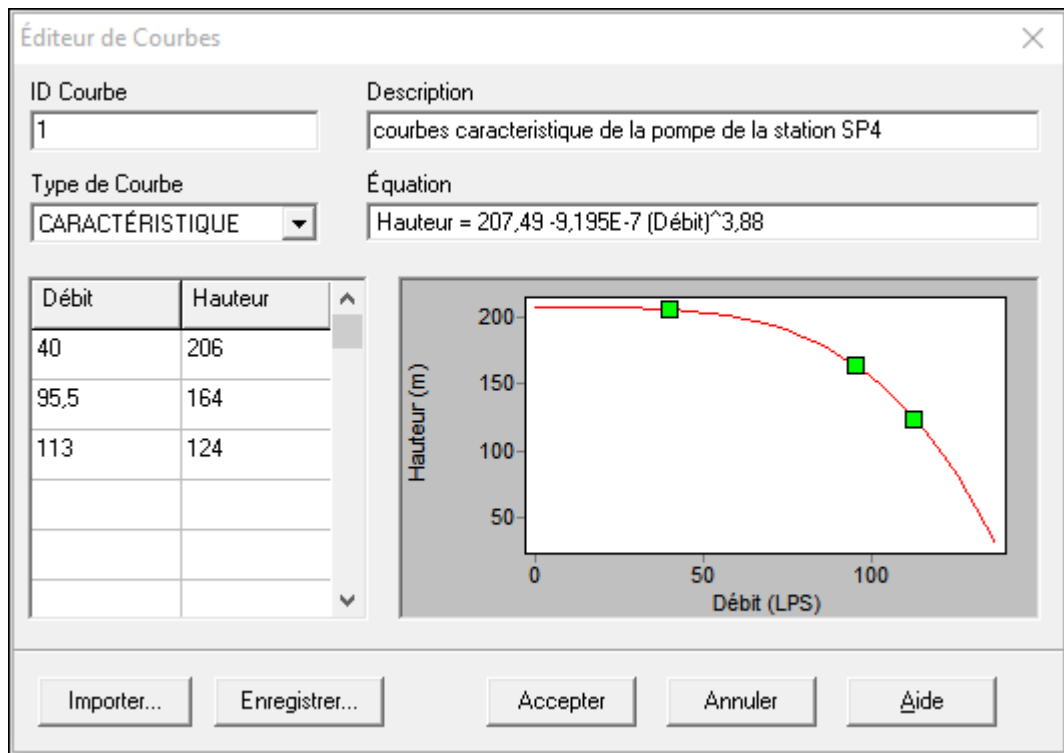 Éditeur de Courbes
ID Courbe
Description
1
courbes caracteristique de la pompe de la station SP4
Type de Courbe
Équation
CARACTÉRISTIQUE
Hauteur = 207,49 -9,195E-7 (Débit)^3,88
Débit Hauteur
40 206
95,5 164
113 124
200
150
100
50
Hauteur (m)
0 50 100
Débit (LPS)
Importer... Enregistrer... Accepter Annuler Aide